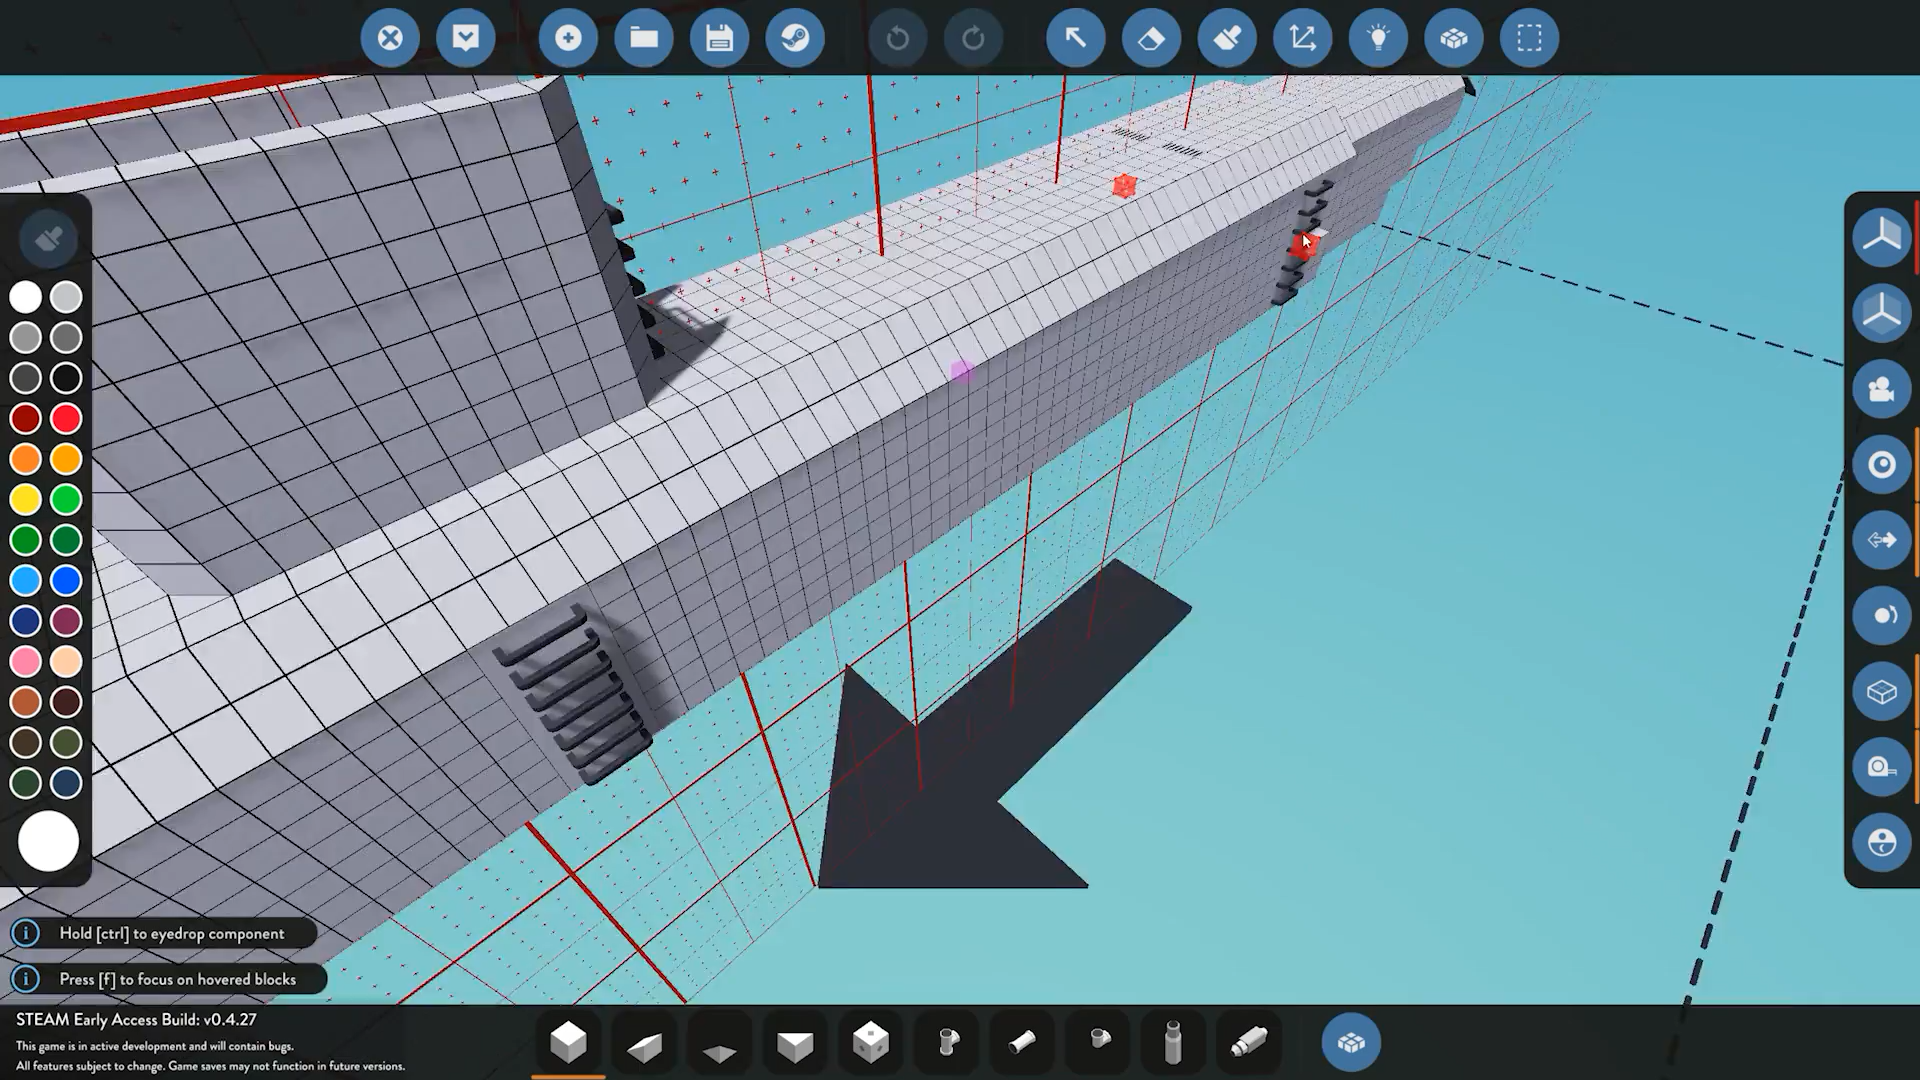 Hold [ctrl] to eyedrop component
Press [f] to focus on hovered blocks
STEAM Early Access Build: v0.4.27
This game is in active development and will contain bugs.
All features subject to change. Game saves may not function in future versions.